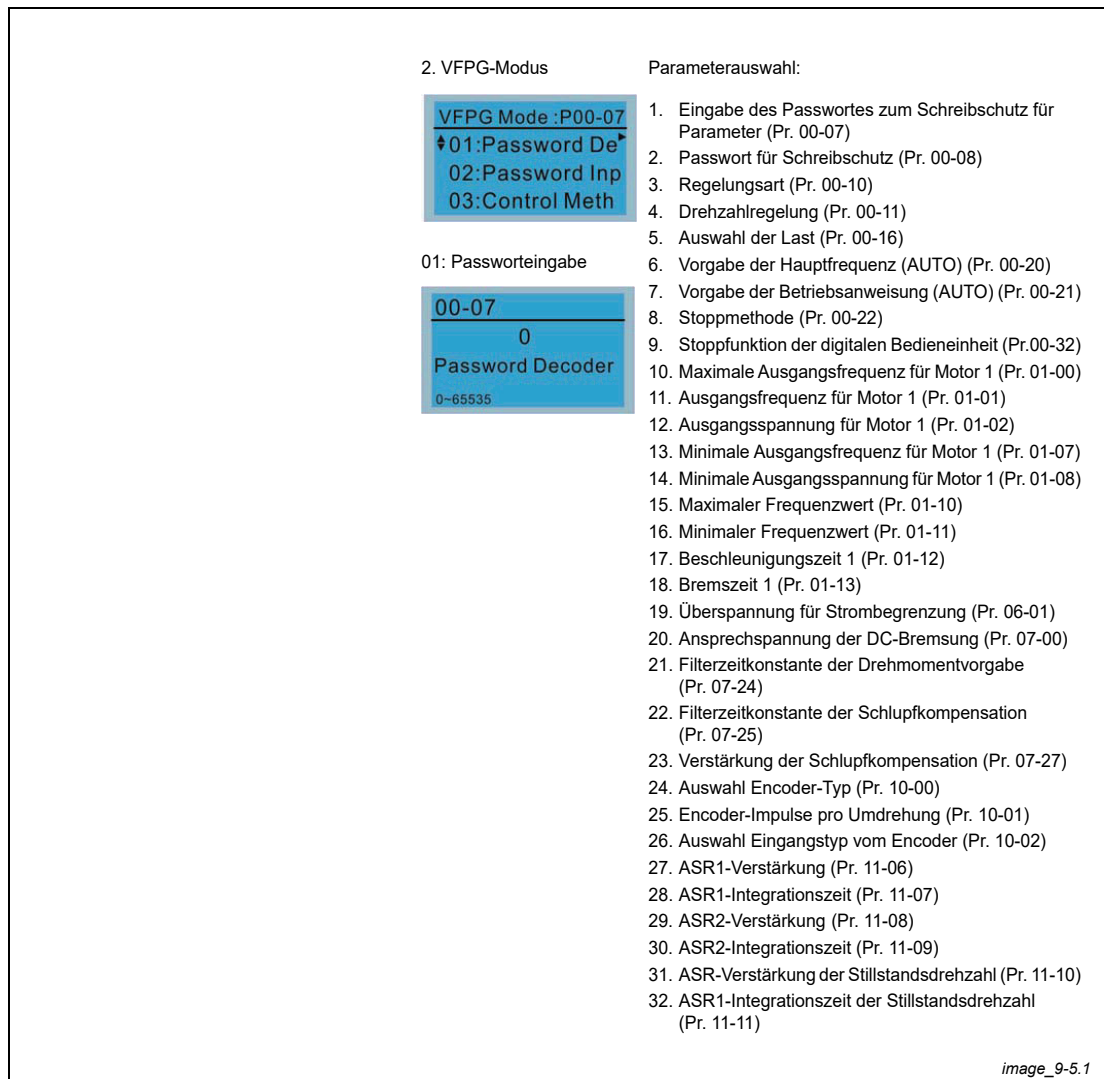 2. VFPG-Modus
VFPG Mode :P00-07
01:Password De
02:Password Inp
03:Control Meth
01: Passworteingabe
00-07
0
Password Decoder
0~65535
Parameterauswahl:
1. Eingabe des Passwortes zum Schreibschutz für
Parameter (Pr. 00-07)
2. Passwort für Schreibschutz (Pr. 00-08)
3. Regelungsart (Pr. 00-10)
4. Drehzahlregelung (Pr. 00-11)
5. Auswahl der Last (Pr. 00-16)
6. Vorgabe der Hauptfrequenz (AUTO) (Pr. 00-20)
7. Vorgabe der Betriebsanweisung (AUTO) (Pr. 00-21)
8. Stoppmethode (Pr. 00-22)
9. Stoppfunktion der digitalen Bedieneinheit (Pr.00-32)
10. Maximale Ausgangsfrequenz für Motor 1 (Pr. 01-00)
11. Ausgangsfrequenz für Motor 1 (Pr. 01-01)
12. Ausgangsspannung für Motor 1 (Pr. 01-02)
13. Minimale Ausgangsfrequenz für Motor 1 (Pr. 01-07)
14. Minimale Ausgangsspannung für Motor 1 (Pr. 01-08)
15. Maximaler Frequenzwert (Pr. 01-10)
16. Minimaler Frequenzwert (Pr. 01-11)
17. Beschleunigungszeit 1 (Pr. 01-12)
18. Bremszeit 1 (Pr. 01-13)
19. Überspannung für Strombegrenzung (Pr. 06-01)
20. Ansprechspannung der DC-Bremsung (Pr. 07-00)
21. Filterzeitkonstante der Drehmomentvorgabe
(Pr. 07-24)
22. Filterzeitkonstante der Schlupfkompensation
(Pr. 07-25)
23. Verstärkung der Schlupfkompensation (Pr. 07-27)
24. Auswahl Encoder-Typ (Pr. 10-00)
25. Encoder-Impulse pro Umdrehung (Pr. 10-01)
26. Auswahl Eingangstyp vom Encoder (Pr. 10-02)
27. ASR1-Verstärkung (Pr. 11-06)
28. ASR1-Integrationszeit (Pr. 11-07)
29. ASR2-Verstärkung (Pr. 11-08)
30. ASR2-Integrationszeit (Pr. 11-09)
31. ASR-Verstärkung der Stillstandsdrehzahl (Pr. 11-10)
32. ASR1-Integrationszeit der Stillstandsdrehzahl
(Pr. 11-11)
image_9-5.1